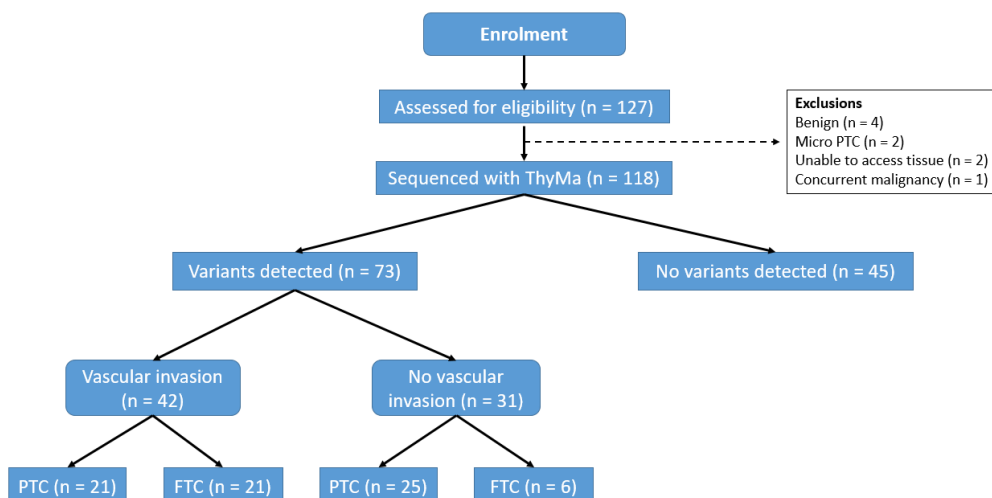 Enrolment
Assessed for eligibility (n = 127)
Exclusions
Benign (n = 4)
Micro PTC (n = 2)
Unable to access tissue (n = 2)
Concurrent malignancy (n = 1)
Sequenced with ThyMa (n = 118)
Variants detected (n = 73)
No variants detected (n = 45)
Vascular invasion
(n = 42)
No vascular
invasion (n = 31)
PTC (n = 21)
FTC (n = 21)
PTC (n = 25)
FTC (n = 6)